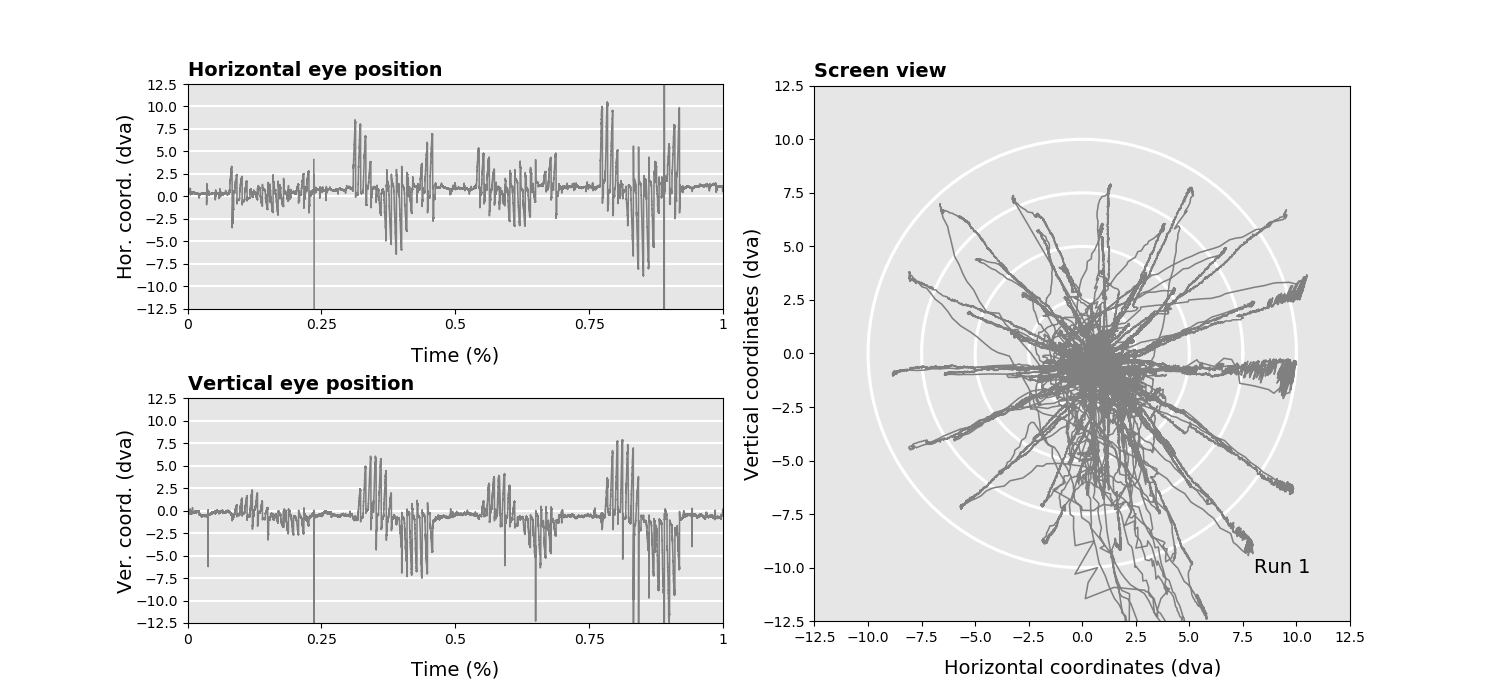 Horizontal eye position
12.5
10.0
7.5
5.0
2.5
0.0
−2.5
−5.0
−7.5
−10.0
−12.5
Hor. coord. (dva)
0 0.25 0.5 0.75 1
Time (%)
Vertical eye position
12.5
10.0
7.5
5.0
2.5
0.0
−2.5
−5.0
−7.5
−10.0
−12.5
Ver. coord. (dva)
0 0.25 0.5 0.75 1
Time (%)
Screen view
12.5
10.0
7.5
5.0
2.5
0.0
−2.5
−5.0
−7.5
−10.0
−12.5
Vertical coordinates (dva)
Run 1
−12.5 −10.0 −7.5 −5.0 −2.5 0.0 2.5 5.0 7.5 10.0 12.5
Horizontal coordinates (dva)